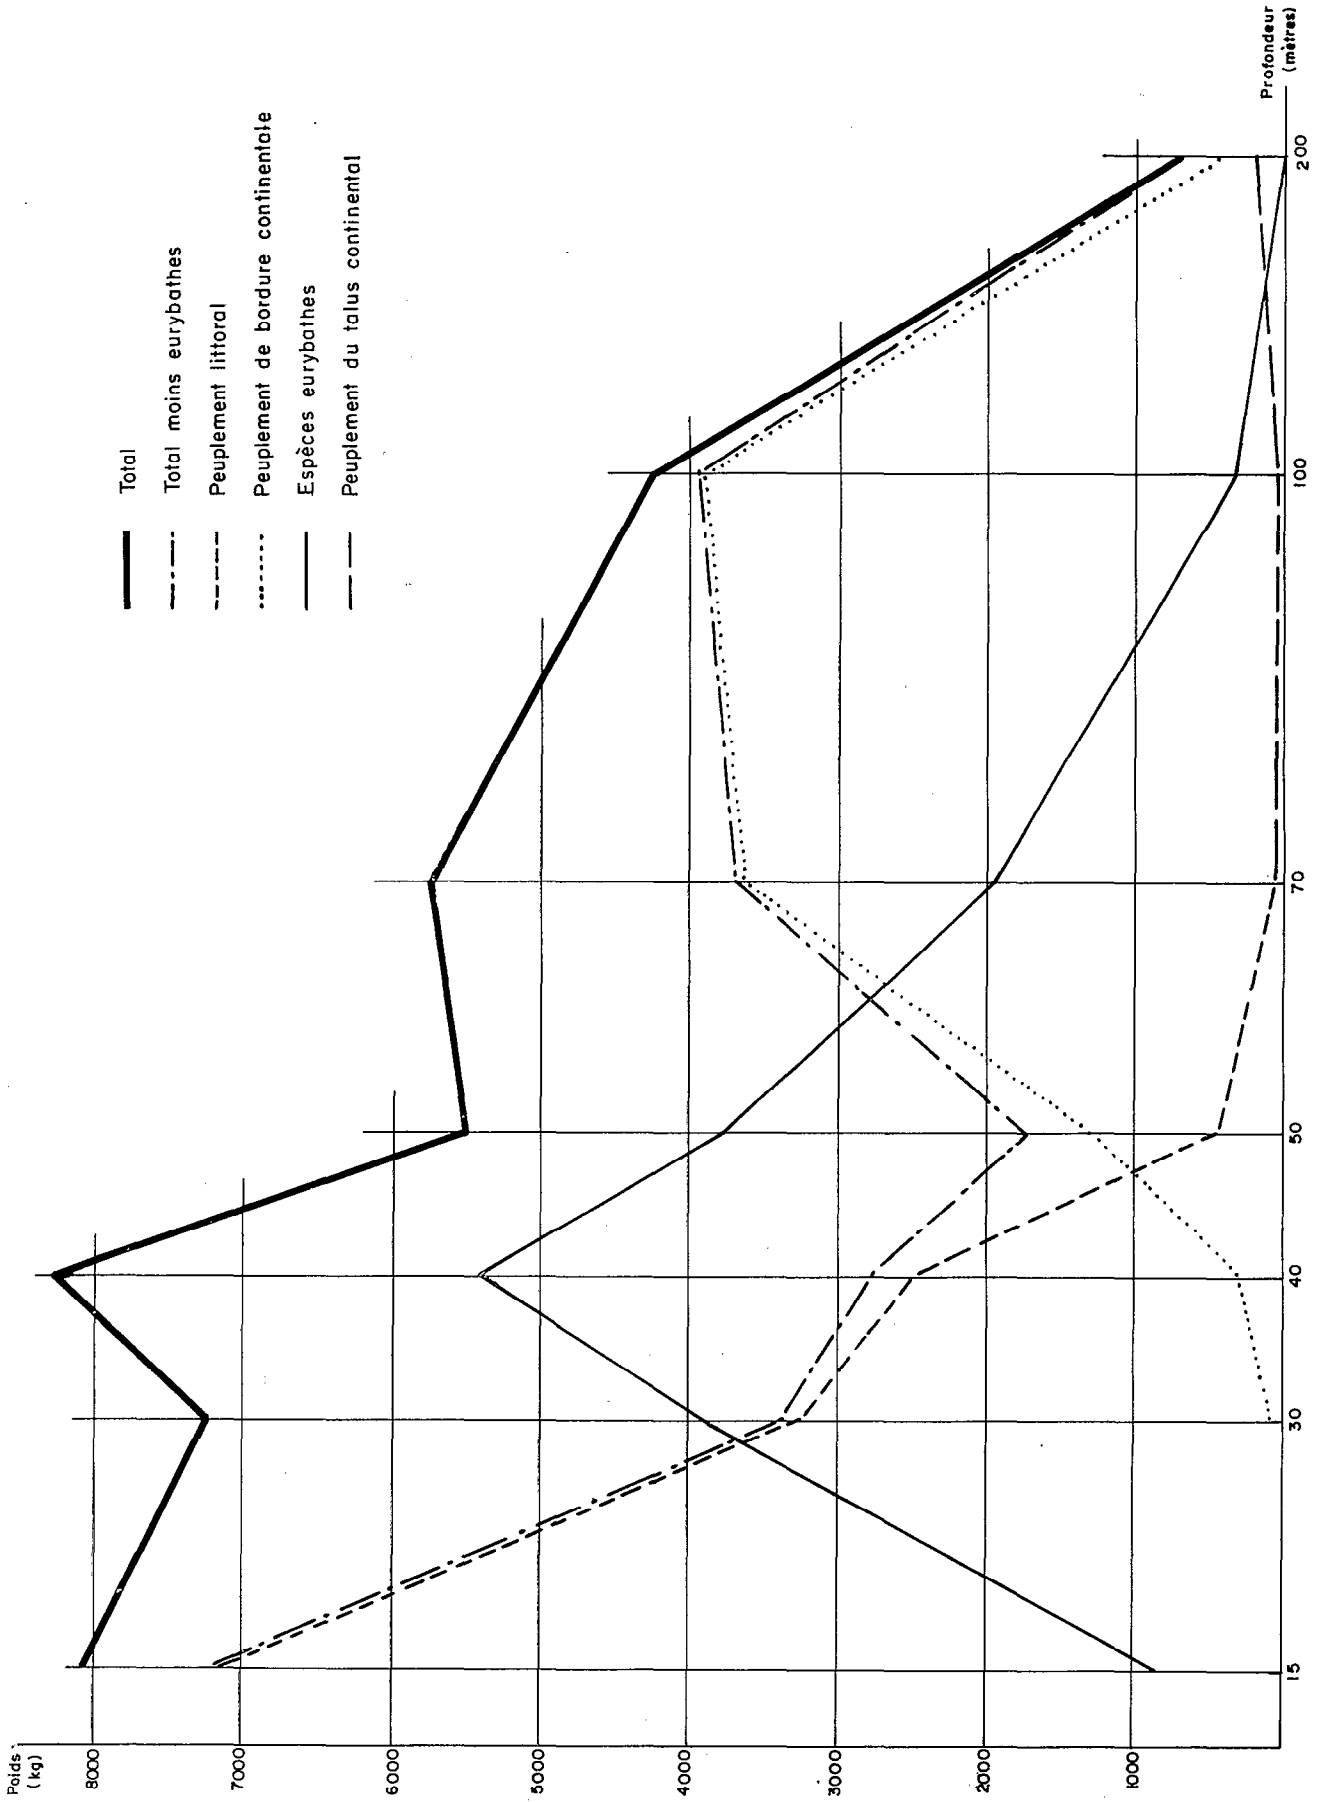 Poids
(kg)
8000
7000
6000
5000
4000
3000
2000
1000
15
30
40
50
70
100
200
Profondeur
(mètres)
Total
Total moins eurybathes
Peuplement littoral
Peuplement de bordure continentale
Espèces eurybathes
Peuplement du talus continental